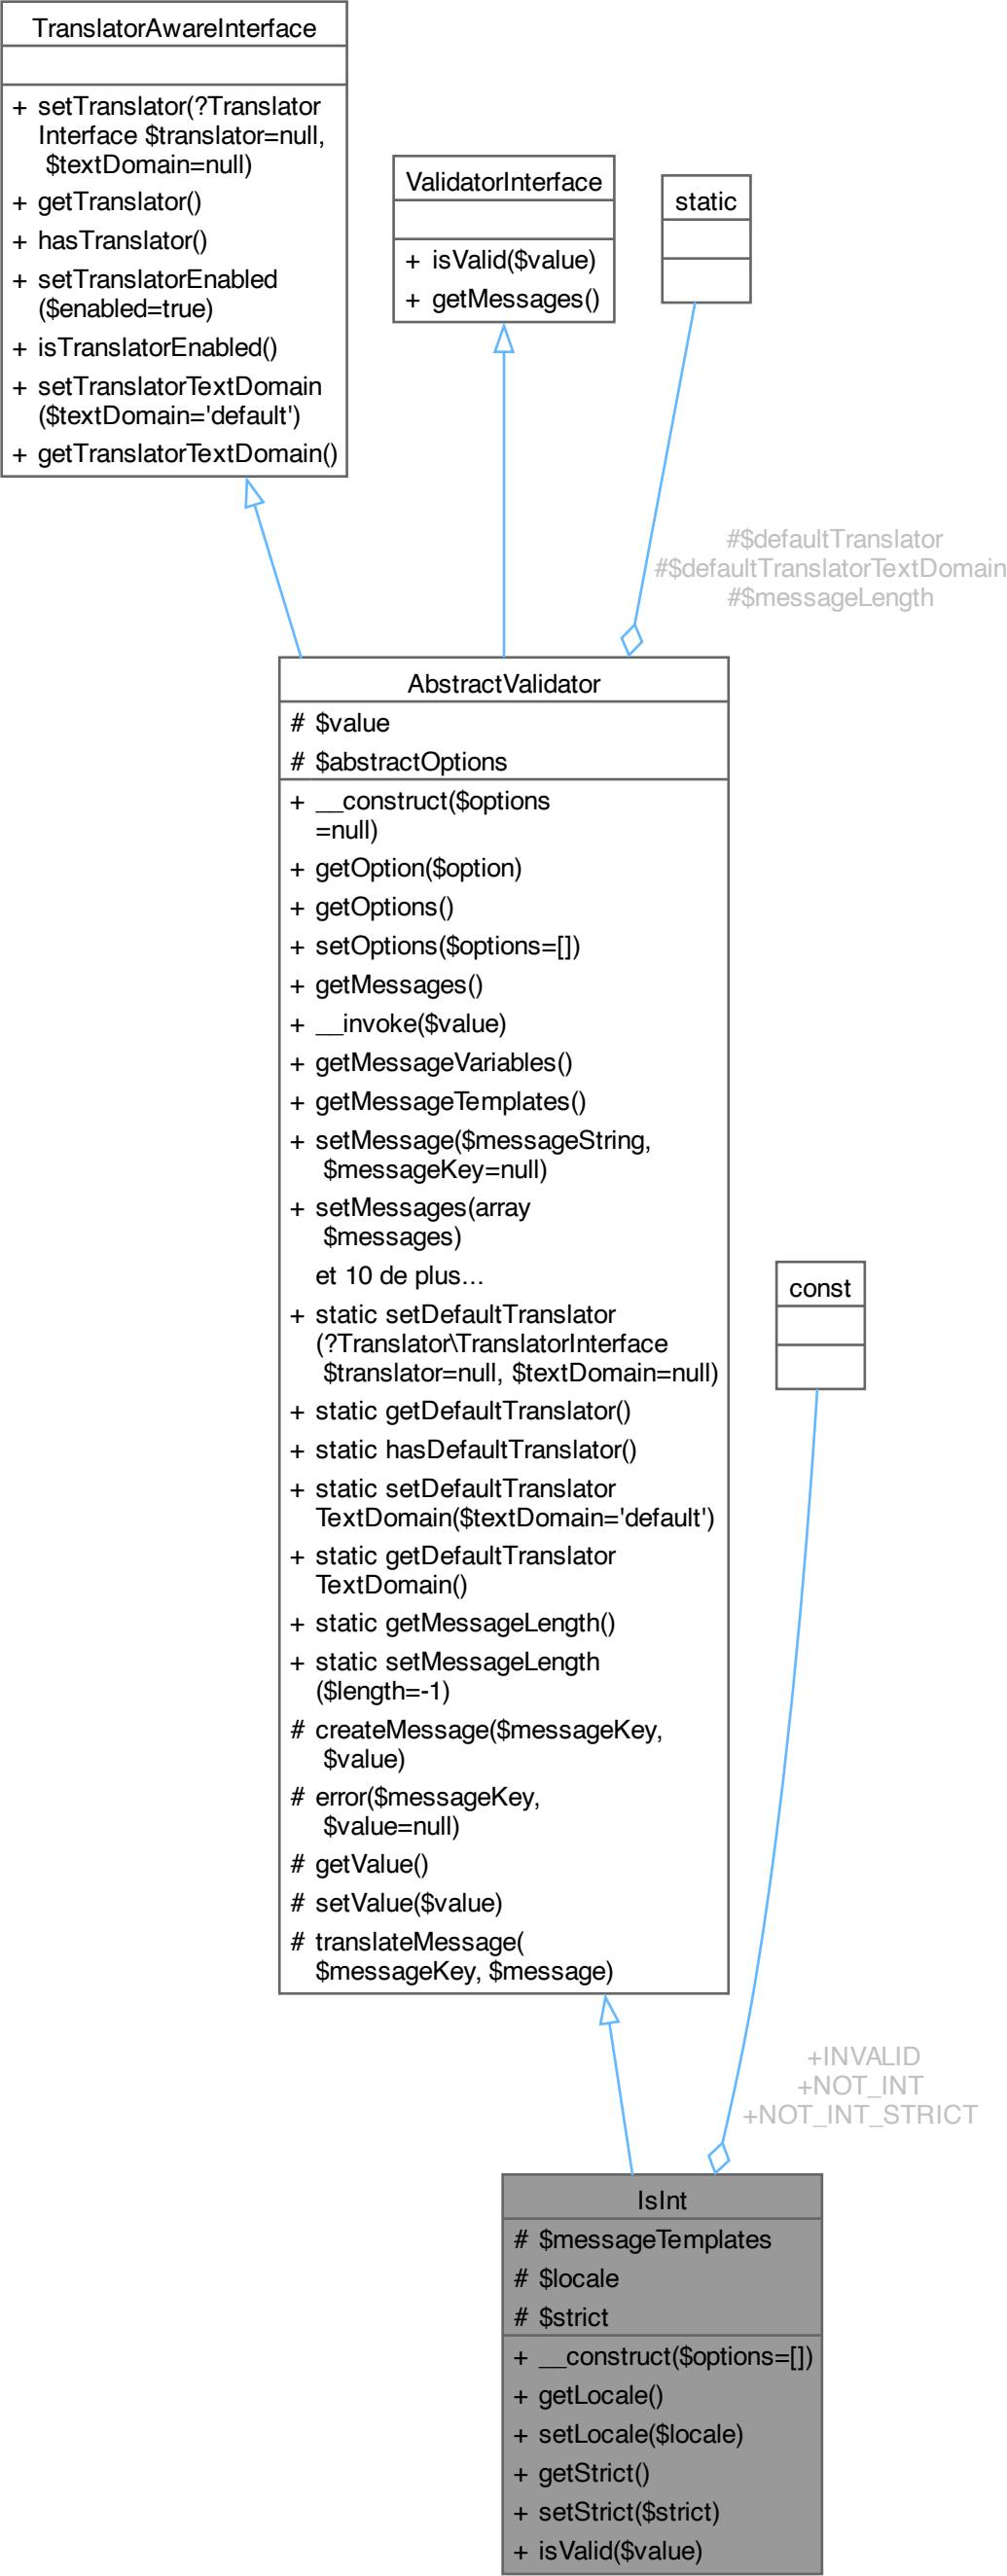 TranslatorAwareInterface
+ setTranslator(?Translator
Interface $translator=null,
$textDomain=null)
+ getTranslator()
+ hasTranslator()
+ setTranslatorEnabled
($enabled=true)
+ isTranslatorEnabled()
+ setTranslatorTextDomain
($textDomain='default')
+ getTranslatorTextDomain()
ValidatorInterface
+ isValid($value)
+ getMessages()
static
#$defaultTranslator
#$defaultTranslatorTextDomain
#$messageLength
AbstractValidator
# $value
# $abstractOptions
+ __construct($options
=null)
+ getOption($option)
+ getOptions()
+ setOptions($options=[])
+ getMessages()
+ __invoke($value)
+ getMessageVariables()
+ getMessageTemplates()
+ setMessage($messageString,
$messageKey=null)
+ setMessages(array
$messages)
et 10 de plus...
+ static setDefaultTranslator
(?Translator\TranslatorInterface
$translator=null, $textDomain=null)
+ static getDefaultTranslator()
+ static hasDefaultTranslator()
+ static setDefaultTranslator
TextDomain($textDomain='default')
+ static getDefaultTranslator
TextDomain()
+ static getMessageLength()
+ static setMessageLength
($length=-1)
# createMessage($messageKey,
$value)
# error($messageKey,
$value=null)
# getValue()
# setValue($value)
# translateMessage(
$messageKey, $message)
const
+INVALID
+NOT_INT
+NOT_INT_STRICT
IsInt
# $messageTemplates
# $locale
# $strict
+ __construct($options=[])
+ getLocale()
+ setLocale($locale)
+ getStrict()
+ setStrict($strict)
+ isValid($value)